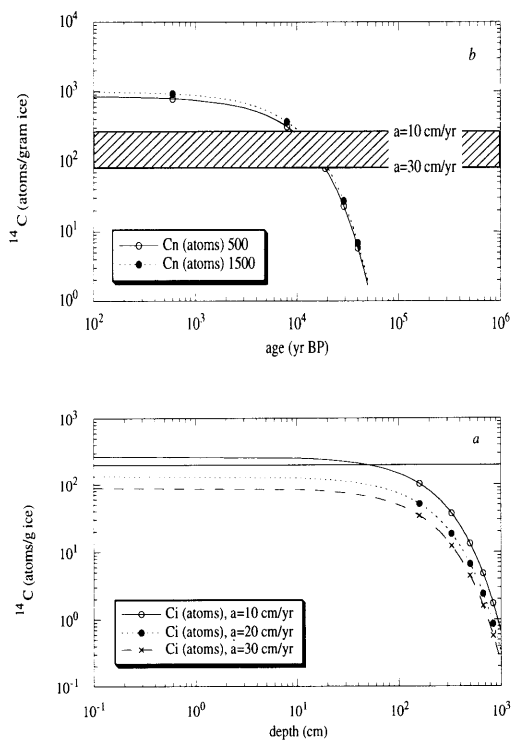 10⁴
b
10³
a=10 cm/yr
10²
a=30 cm/yr
¹⁴C (atoms/gram ice)
10¹
Cn (atoms) 500
Cn (atoms) 1500
10⁰
10² 10³ 10⁴ 10⁵ 10⁶
age (yr BP)
10³
a
10²
10¹
¹⁴C (atoms/g ice)
10⁰
Ci (atoms), a=10 cm/yr
Ci (atoms), a=20 cm/yr
Ci (atoms), a=30 cm/yr
10⁻¹
10⁻¹ 10⁰ 10¹ 10² 10³
depth (cm)